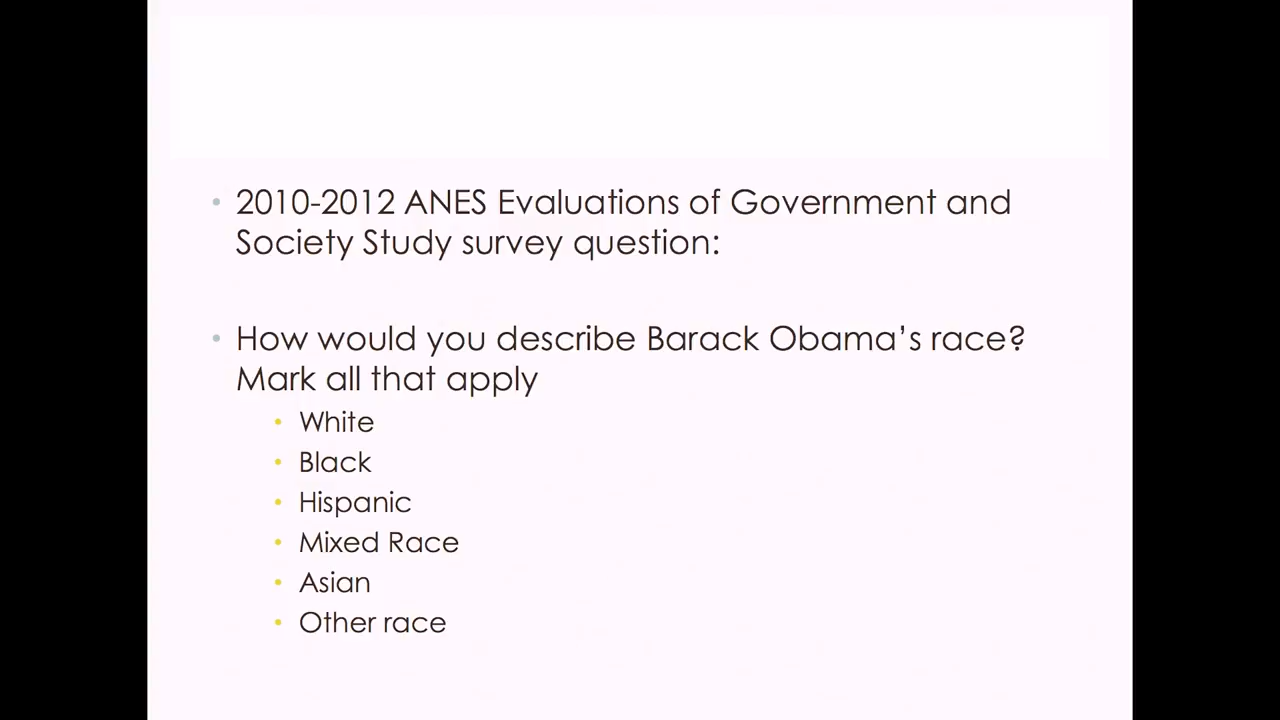 • 2010-2012 ANES Evaluations of Government and
Society Study survey question:
• How would you describe Barack Obama’s race?
Mark all that apply
• White
• Black
• Hispanic
• Mixed Race
• Asian
• Other race